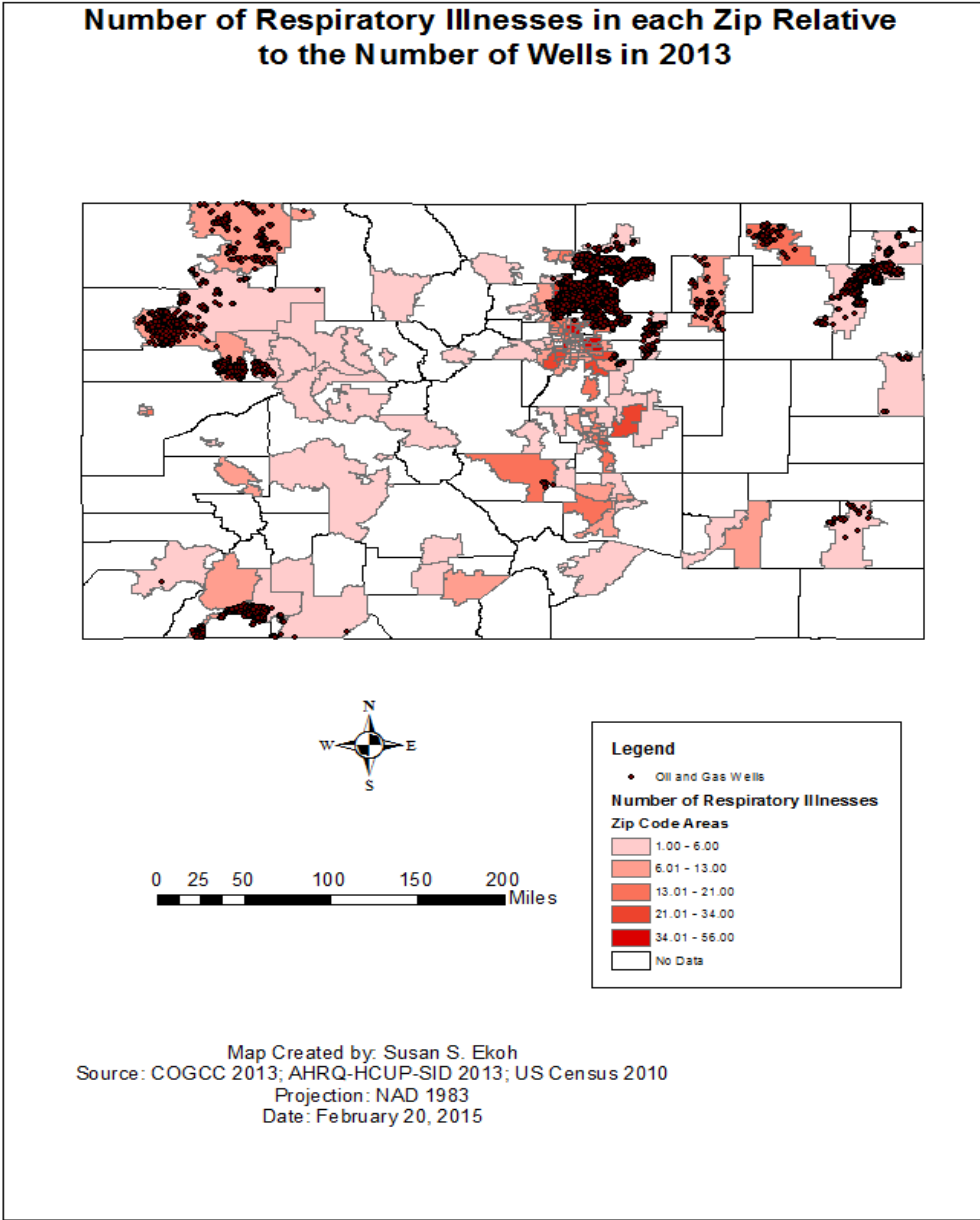 Number of Respiratory Illnesses in each Zip Relative
to the Number of Wells in 2013
N
W E
S
0 25 50 100 150 200
Miles
Legend
Oil and Gas Wells
Number of Respiratory Illnesses
Zip Code Areas
1.00 - 6.00
6.01 - 13.00
13.01 - 21.00
21.01 - 34.00
34.01 - 56.00
No Data
Map Created by: Susan S. Ekoh
Source: COGCC 2013; AHRQ-HCUP-SID 2013; US Census 2010
Projection: NAD 1983
Date: February 20, 2015